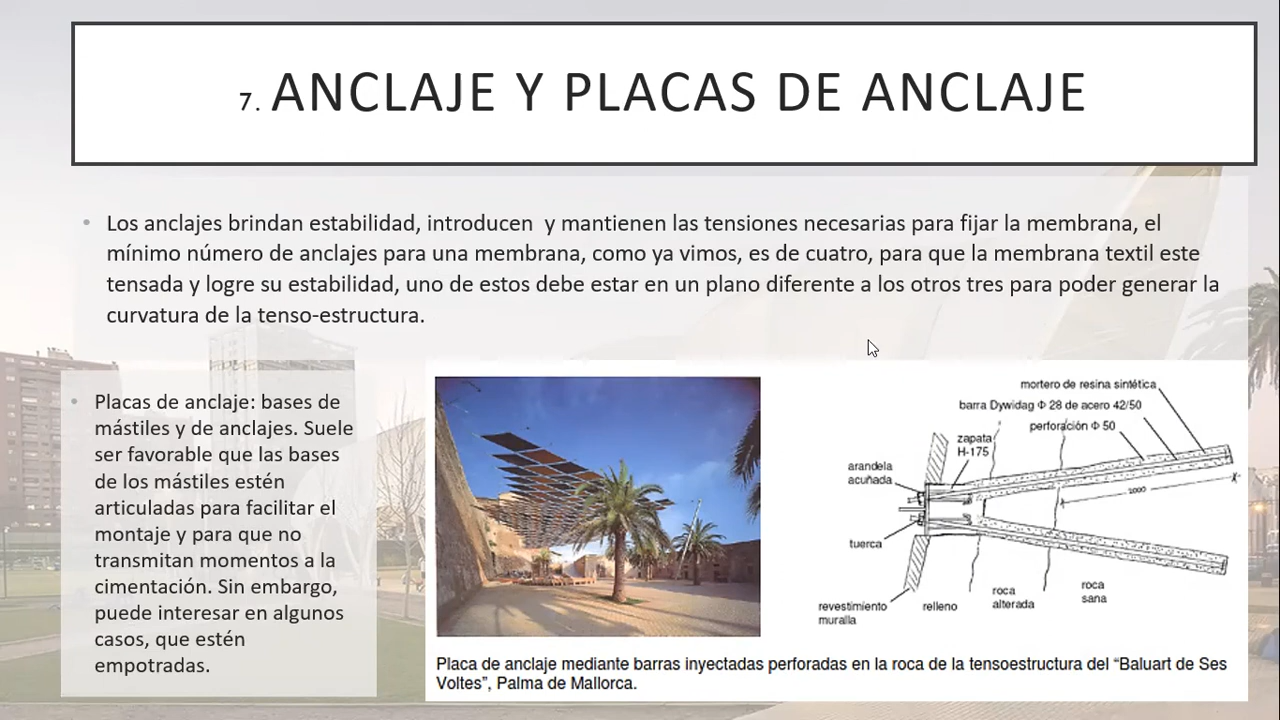 7. ANCLAJE Y PLACAS DE ANCLAJE
• Los anclajes brindan estabilidad, introducen y mantienen las tensiones necesarias para fijar la membrana, el
mínimo número de anclajes para una membrana, como ya vimos, es de cuatro, para que la membrana textil este
tensada y logre su estabilidad, uno de estos debe estar en un plano diferente a los otros tres para poder generar la
curvatura de la tenso-estructura.
• Placas de anclaje: bases de
mástiles y de anclajes. Suele
ser favorable que las bases
de los mástiles estén
articuladas para facilitar el
montaje y para que no
transmitan momentos a la
cimentación. Sin embargo,
puede interesar en algunos
casos, que estén
empotradas.
mortero de resina sintética
barra Dywidag Φ 28 de acero 42/50
perforación Φ 50
zapata
H-175
arandela
acuñada
2000
tuerca
roca
sana
roca
alterada
relleno
revestimiento
muralla
Placa de anclaje mediante barras inyectadas perforadas en la roca de la tensoestructura del “Baluart de Ses
Voltes”, Palma de Mallorca.